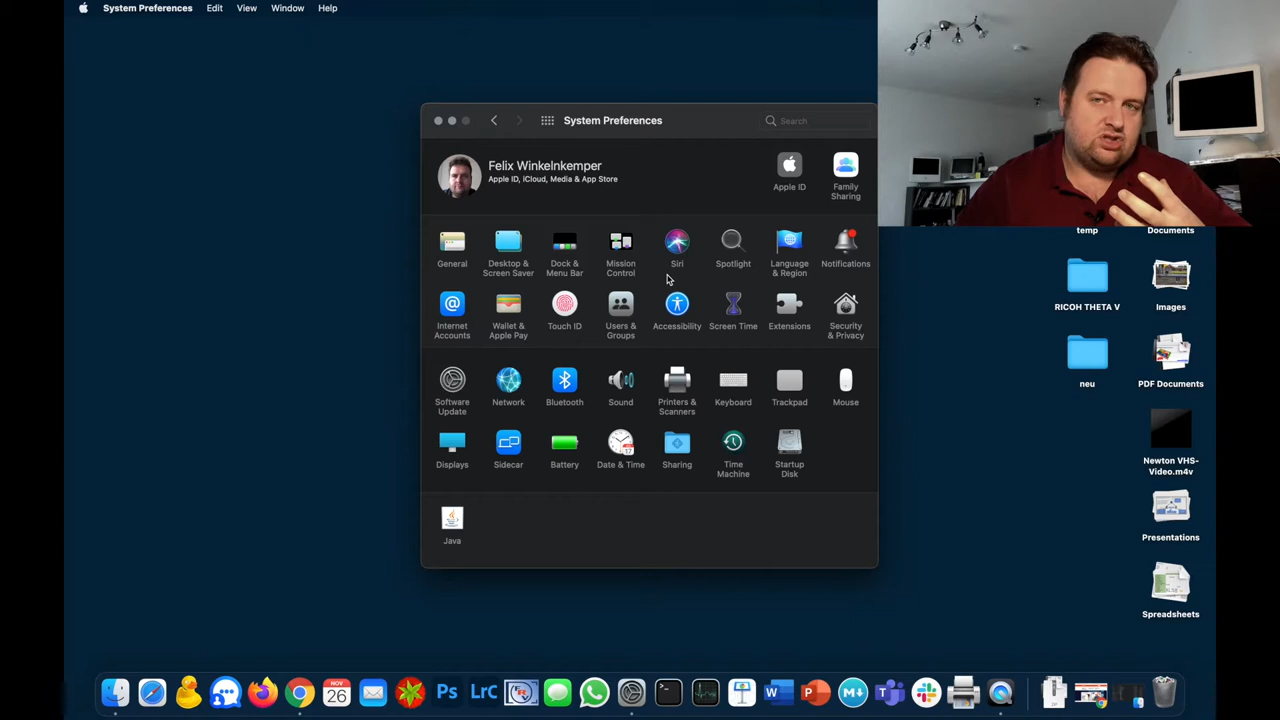 System Preferences Edit View Window Help
System Preferences
Search
Felix Winkelnkemper
Apple ID, iCloud, Media & App Store
Apple ID
Family
Sharing
General
Desktop &
Screen Saver
Dock &
Menu Bar
Mission
Control
Siri
Spotlight
Language
& Region
Notifications
Internet
Accounts
Wallet &
Apple Pay
Touch ID
Users &
Groups
Accessibility
Screen Time
Extensions
Security
& Privacy
Software
Update
Network
Bluetooth
Sound
Printers &
Scanners
Keyboard
Trackpad
Mouse
Displays
Sidecar
Battery
17
Date & Time
Sharing
Time
Machine
Startup
Disk
Java
temp
Documents
RICOH THETA V
Images
neu
PDF Documents
Newton VHS-
Video.m4v
Presentations
Spreadsheets
NOV
26
Ps
LrC
W
P
M↓
ZIP